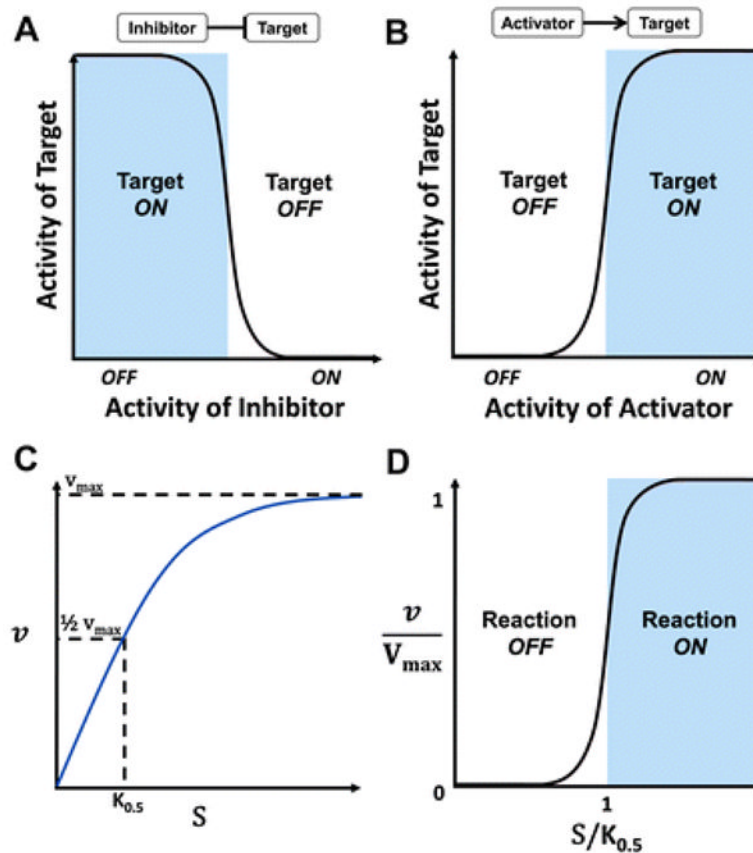 A
Inhibitor
Target
Activity of Target
Target
ON
Target
OFF
OFF
ON
Activity of Inhibitor
B
Activator
Target
Activity of Target
Target
OFF
Target
ON
OFF
ON
Activity of Activator
C
vmax
½ vmax
v
K0.5
S
D
1
v
Vmax
Reaction
OFF
Reaction
ON
0
1
S/K0.5